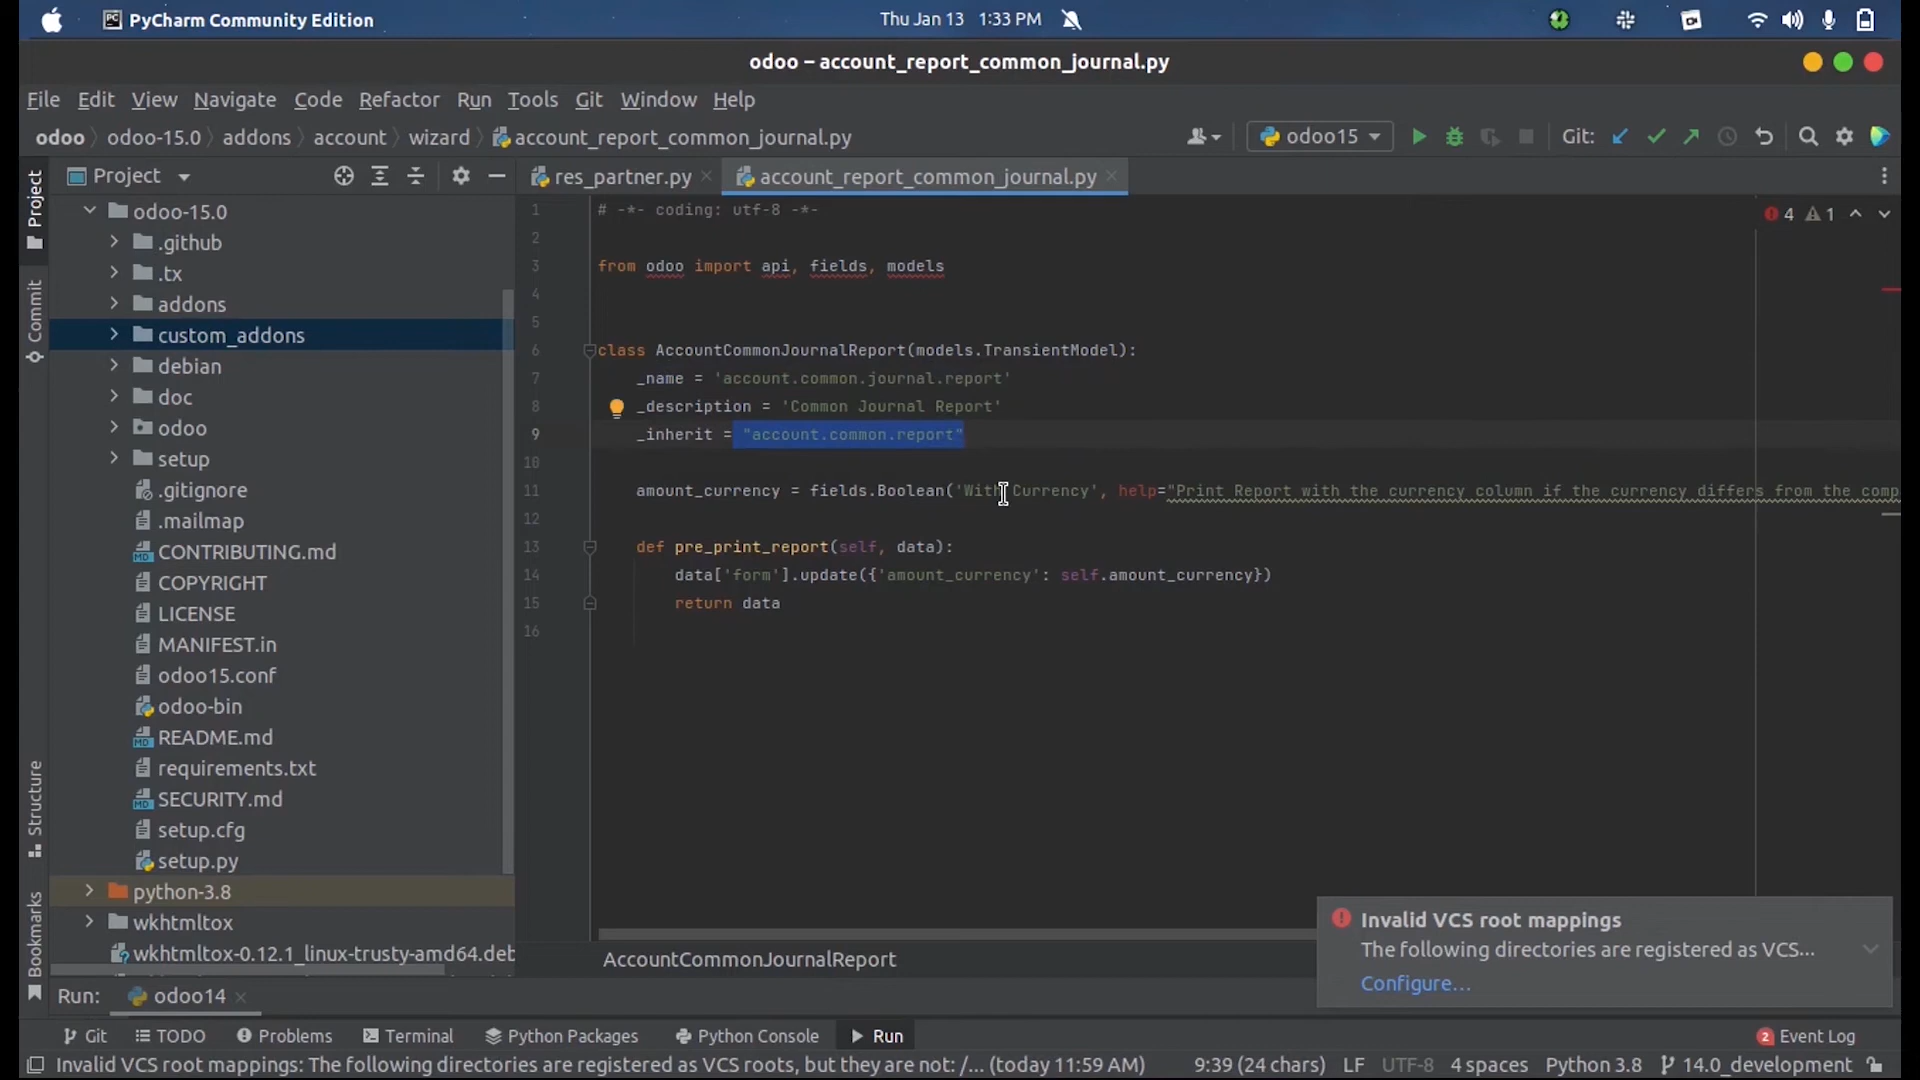 PyCharm Community Edition
Thu Jan 13 1:33 PM
odoo – account_report_common_journal.py
File Edit View Navigate Code Refactor Run Tools Git Window Help
odoo odoo-15.0 addons account wizard account_report_common_journal.py
odoo15 Git:
Project
Commit
Structure
Bookmarks
Project
odoo-15.0
.github
.tx
addons
custom_addons
debian
doc
odoo
setup
.gitignore
.mailmap
CONTRIBUTING.md
COPYRIGHT
LICENSE
MANIFEST.in
odoo15.conf
odoo-bin
README.md
requirements.txt
SECURITY.md
setup.cfg
setup.py
python-3.8
wkhtmltox
wkhtmltox-0.12.1_linux-trusty-amd64.deb
res_partner.py account_report_common_journal.py
4 1
1 # -*- coding: utf-8 -*-
2
3 from odoo import api, fields, models
4
5
6 class AccountCommonJournalReport(models.TransientModel):
7 _name = 'account.common.journal.report'
8 _description = 'Common Journal Report'
9 _inherit = "account.common.report"
10
11 amount_currency = fields.Boolean('With Currency', help="Print Report with the currency column if the currency differs from the comp
12
13 def pre_print_report(self, data):
14 data['form'].update({'amount_currency': self.amount_currency})
15 return data
16
AccountCommonJournalReport
Invalid VCS root mappings
The following directories are registered as VCS...
Configure...
Run: odoo14
Git TODO Problems Terminal Python Packages Python Console Run 2 Event Log
Invalid VCS root mappings: The following directories are registered as VCS roots, but they are not: /... (today 11:59 AM) 9:39 (24 chars) LF UTF-8 4 spaces Python 3.8 14.0_development